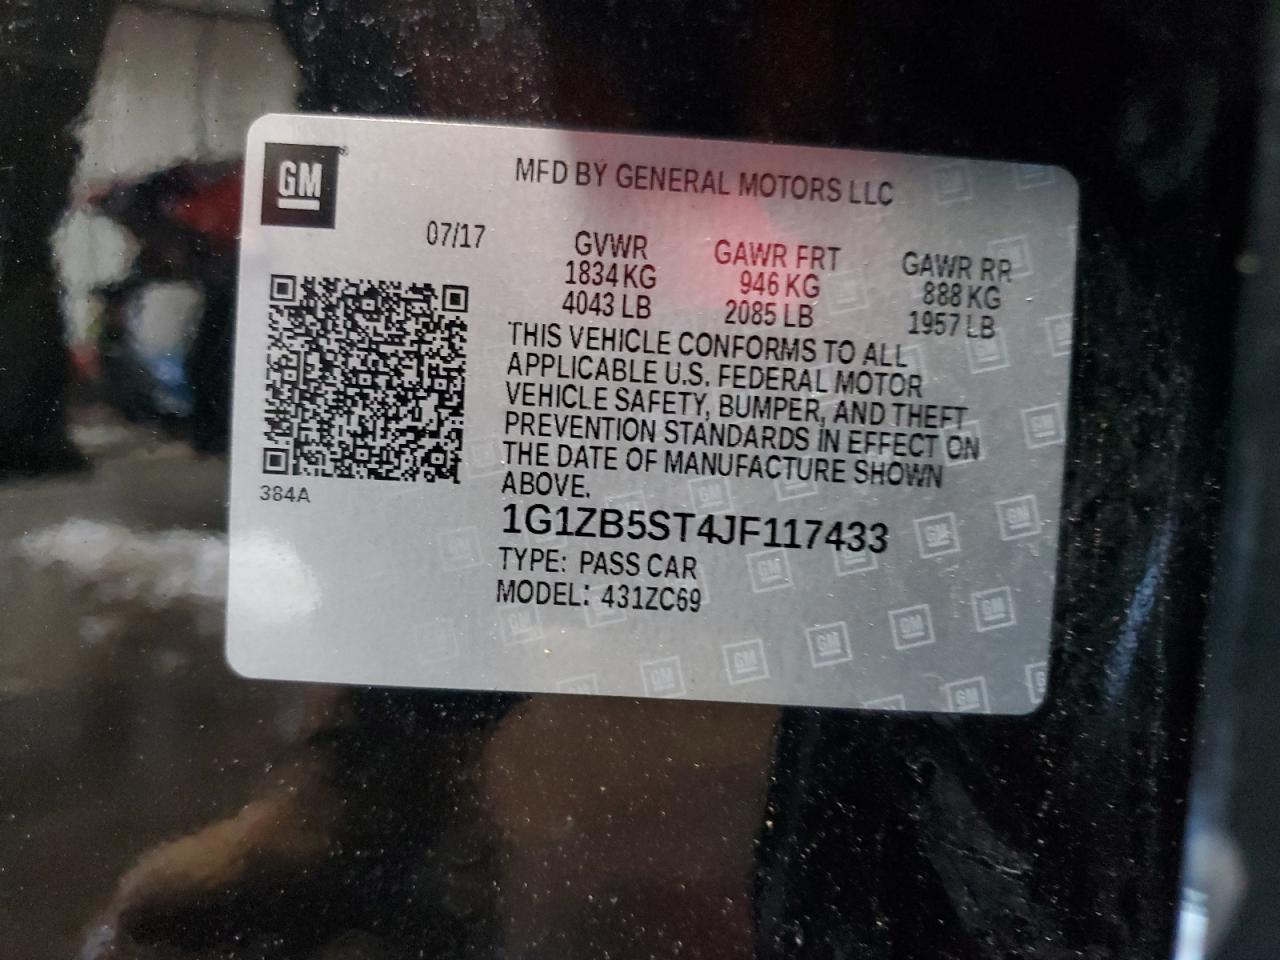 GM
MFD BY GENERAL MOTORS LLC
07/17
GVWR GAWR FRT GAWR RR
1834 KG 946 KG 888 KG
4043 LB 2085 LB 1957 LB
THIS VEHICLE CONFORMS TO ALL
APPLICABLE U.S. FEDERAL MOTOR
VEHICLE SAFETY, BUMPER, AND THEFT
PREVENTION STANDARDS IN EFFECT ON
THE DATE OF MANUFACTURE SHOWN
ABOVE.
384A
1G1ZB5ST4JF117433
TYPE: PASS CAR
MODEL: 431ZC69